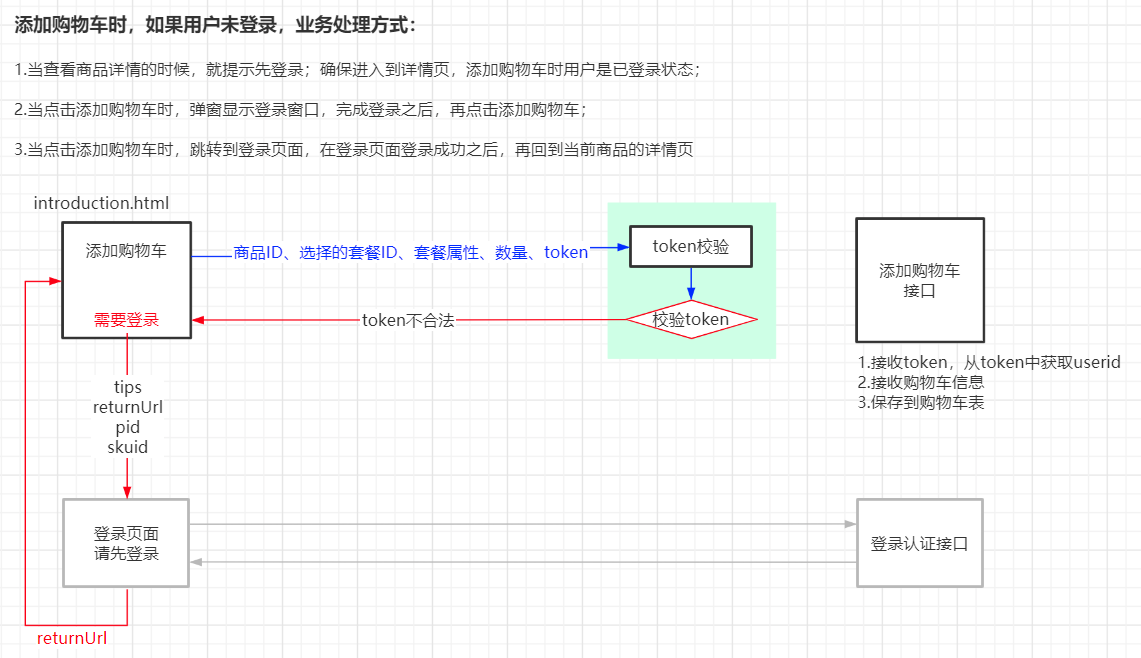 添加购物车时，如果用户未登录，业务处理方式：
1.当查看商品详情的时候，就提示先登录；确保进入到详情页，添加购物车时用户是已登录状态；
2.当点击添加购物车时，弹窗显示登录窗口，完成登录之后，再点击添加购物车；
3.当点击添加购物车时，跳转到登录页面，在登录页面登录成功之后，再回到当前商品的详情页
introduction.html
添加购物车
商品ID、选择的套餐ID、套餐属性、数量、token
token校验
添加购物车
接口
需要登录
token不合法
校验token
1.接收token，从token中获取userid
2.接收购物车信息
3.保存到购物车表
tips
returnUrl
pid
skuid
登录页面
请先登录
登录认证接口
returnUrl